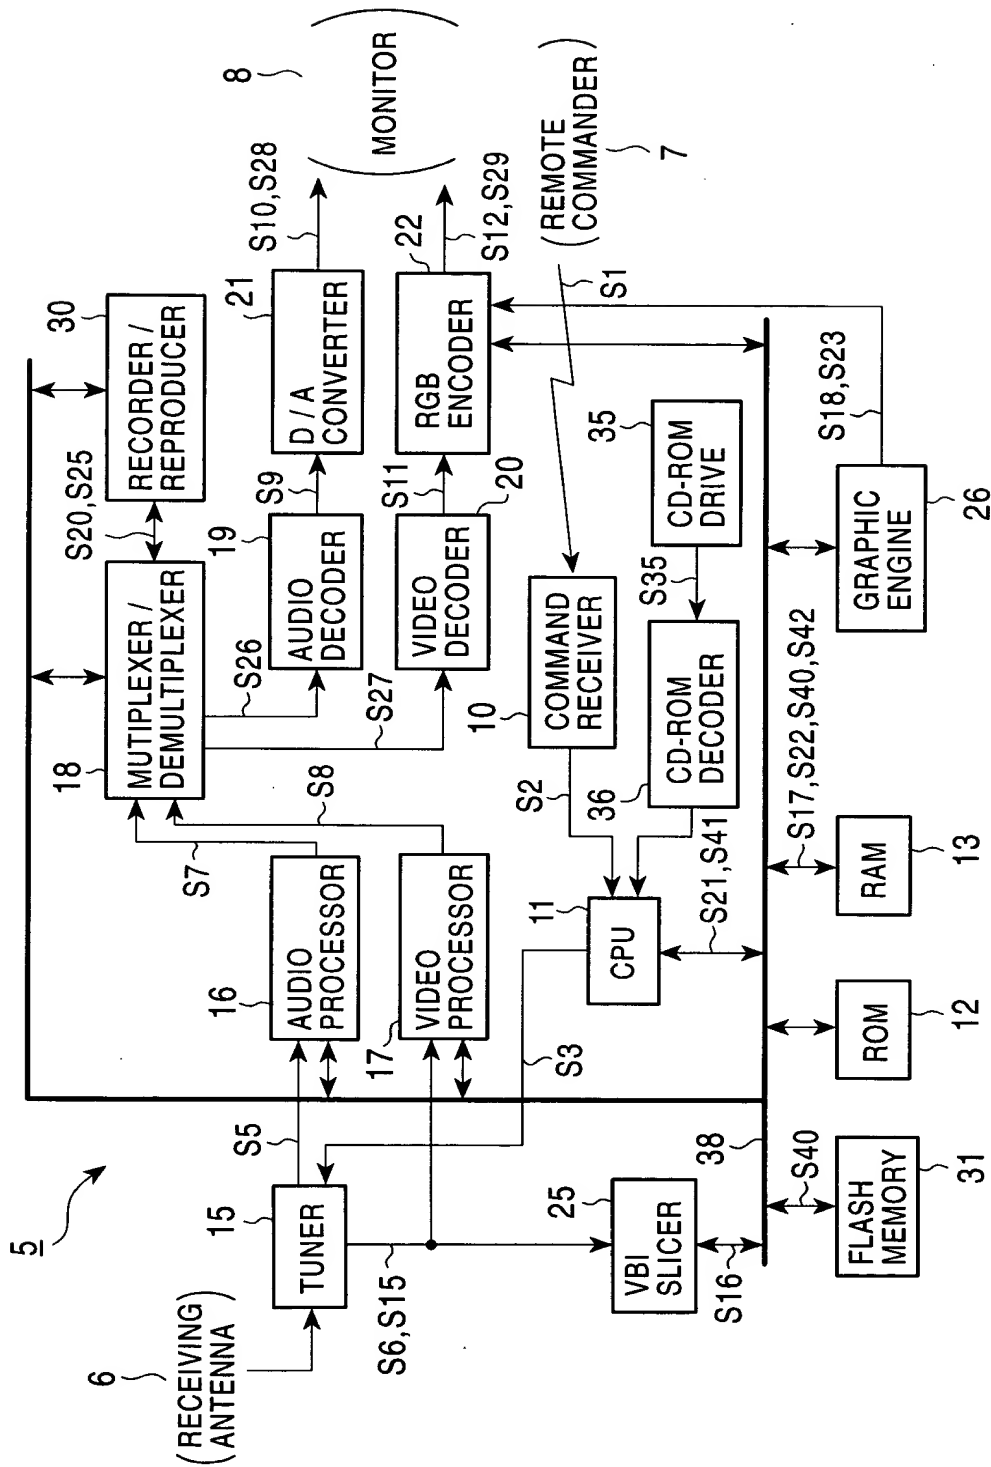 5
6
(RECEIVING
ANTENNA)
15
TUNER
S5
S6,S15
S3
16
AUDIO
PROCESSOR
17
VIDEO
PROCESSOR
S7
S8
18
MUTIPLEXER/
DEMULTIPLEXER
S20,S25
30
RECORDER/
REPRODUCER
S26
S27
19
AUDIO
DECODER
S9
21
D/A
CONVERTER
S10,S28
8
(MONITOR)
VIDEO
DECODER
20
S11
RGB
ENCODER
22
S12,S29
(REMOTE
COMMANDER)
7
S1
10
COMMAND
RECEIVER
S2
36
CD-ROM
DECODER
S35
35
CD-ROM
DRIVE
11
CPU
S21,S41
25
VBI
SLICER
S16
38
S40
FLASH
MEMORY
31
ROM
12
RAM
13
S17,S22,S40,S42
GRAPHIC
ENGINE
26
S18,S23